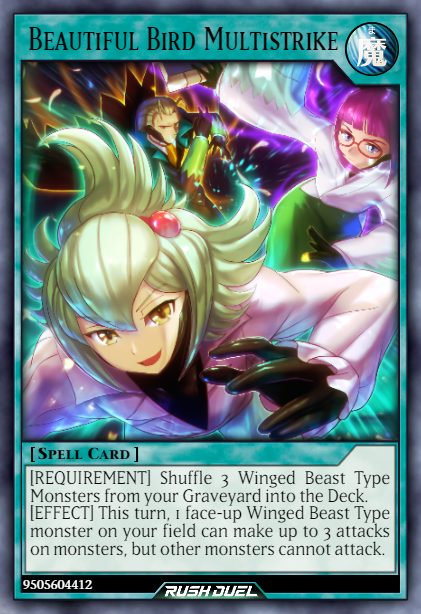 BEAUTIFUL BIRD MULTISTRIKE
ま
魔
[SPELL CARD]
[REQUIREMENT] Shuffle 3 Winged Beast Type
Monsters from your Graveyard into the Deck.
[EFFECT] This turn, 1 face-up Winged Beast Type
monster on your field can make up to 3 attacks
on monsters, but other monsters cannot attack.
9505604412
RUSH DUEL